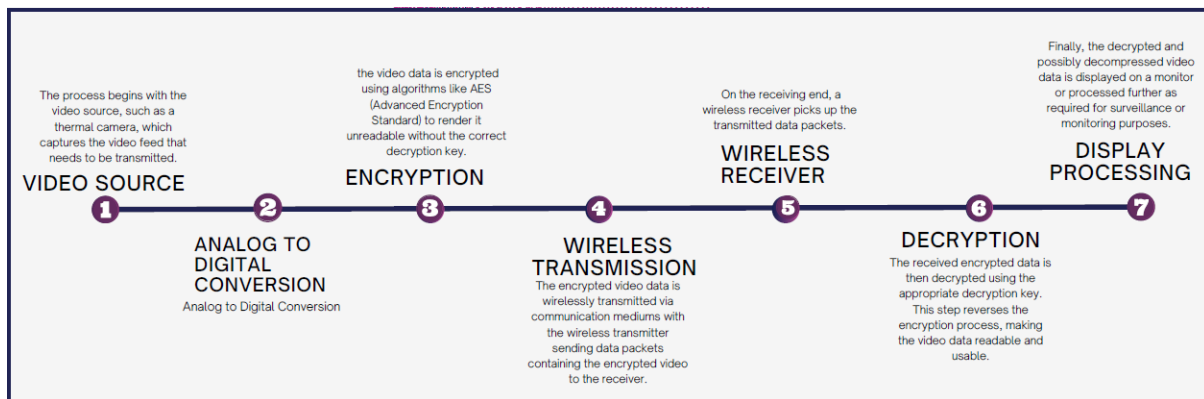 The process begins with the
video source, such as a
thermal camera, which
captures the video feed that
needs to be transmitted.
VIDEO SOURCE
1
2
ANALOG TO
DIGITAL
CONVERSION
Analog to Digital Conversion
the video data is encrypted
using algorithms like AES
(Advanced Encryption
Standard) to render it
unreadable without the correct
decryption key.
ENCRYPTION
3
4
WIRELESS
TRANSMISSION
The encrypted video data is
wirelessly transmitted via
communication mediums with
the wireless transmitter
sending data packets
containing the encrypted video
to the receiver.
On the receiving end, a
wireless receiver picks up the
transmitted data packets.
WIRELESS
RECEIVER
5
6
DECRYPTION
The received encrypted data is
then decrypted using the
appropriate decryption key.
This step reverses the
encryption process, making
the video data readable and
usable.
Finally, the decrypted and
possibly decompressed video
data is displayed on a monitor
or processed further as
required for surveillance or
monitoring purposes.
DISPLAY
PROCESSING
7